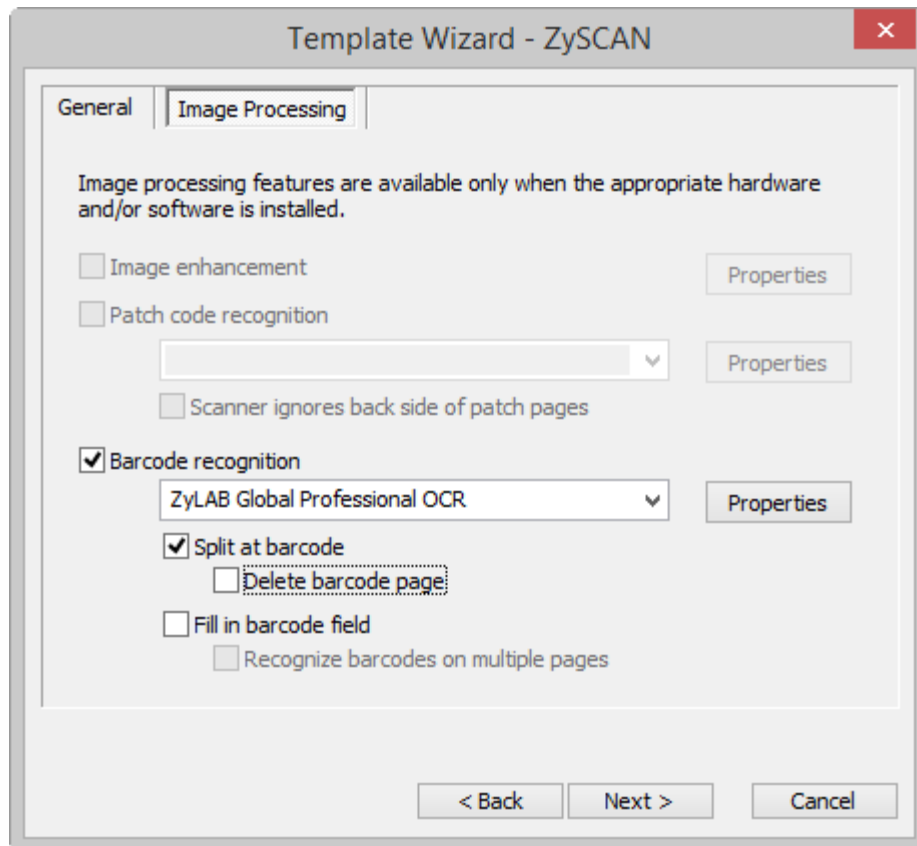 Template Wizard - ZySCAN
General
Image Processing
Image processing features are available only when the appropriate hardware
and/or software is installed.
Image enhancement
Properties
Patch code recognition
Properties
Scanner ignores back side of patch pages
Barcode recognition
ZyLAB Global Professional OCR
Properties
Split at barcode
Delete barcode page
Fill in barcode field
Recognize barcodes on multiple pages
< Back
Next >
Cancel